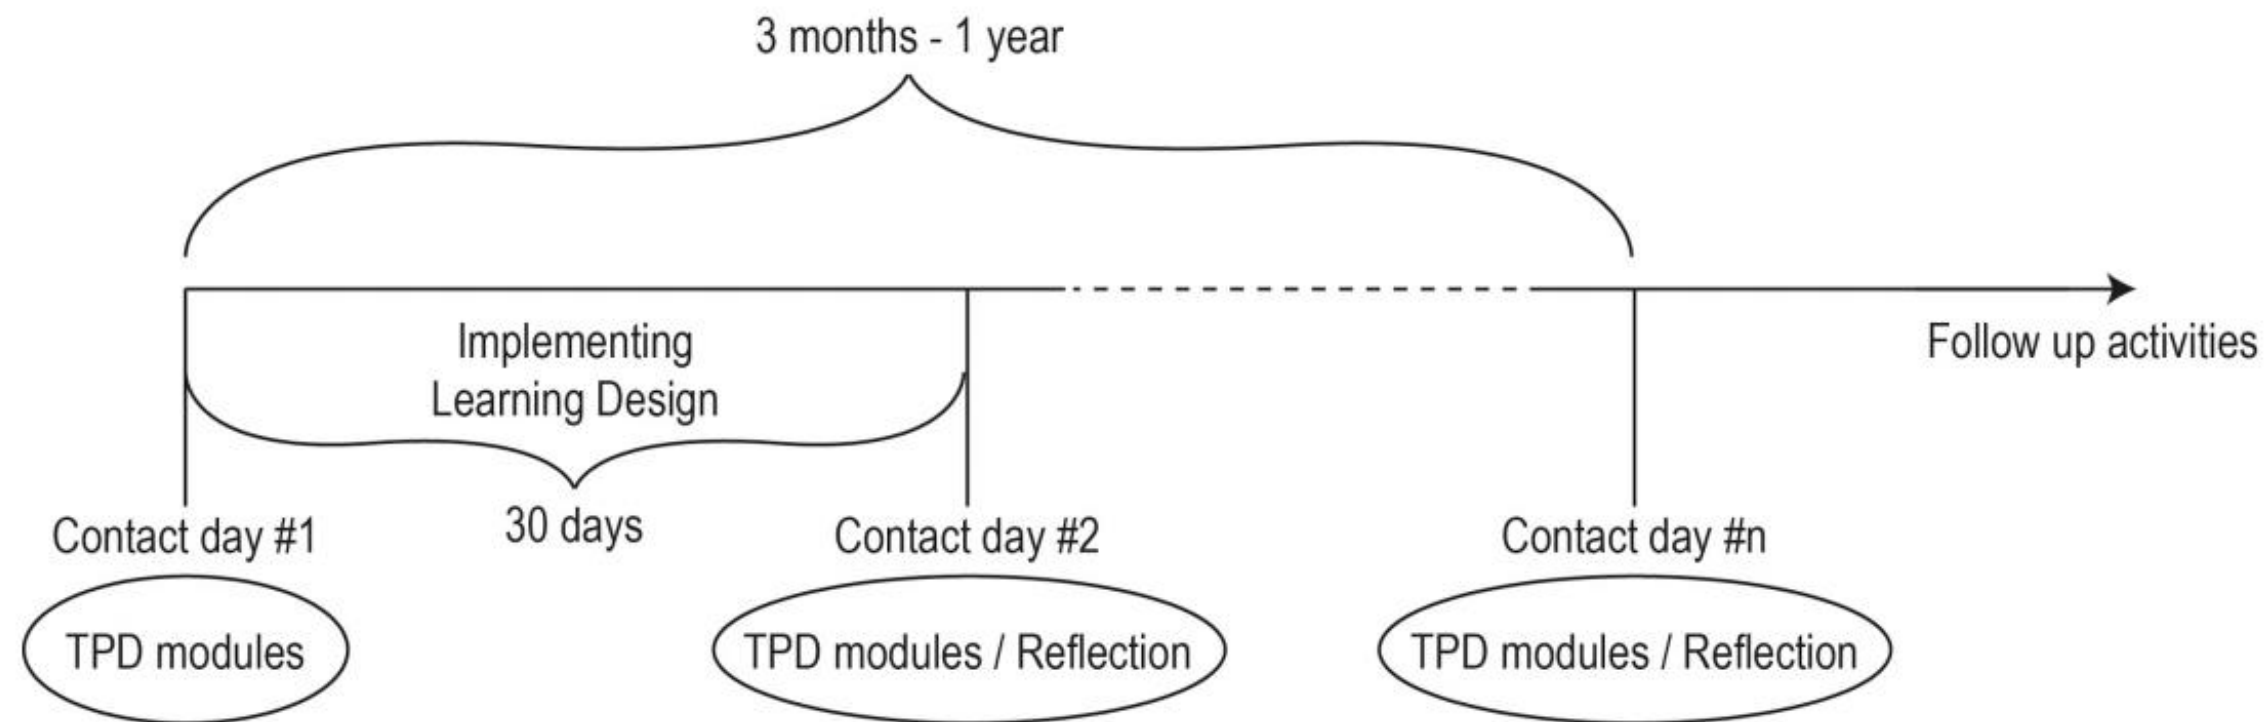 3 months - 1 year
Implementing
Learning Design
Follow up activities
30 days
Contact day #1
Contact day #2
Contact day #n
TPD modules
TPD modules / Reflection
TPD modules / Reflection